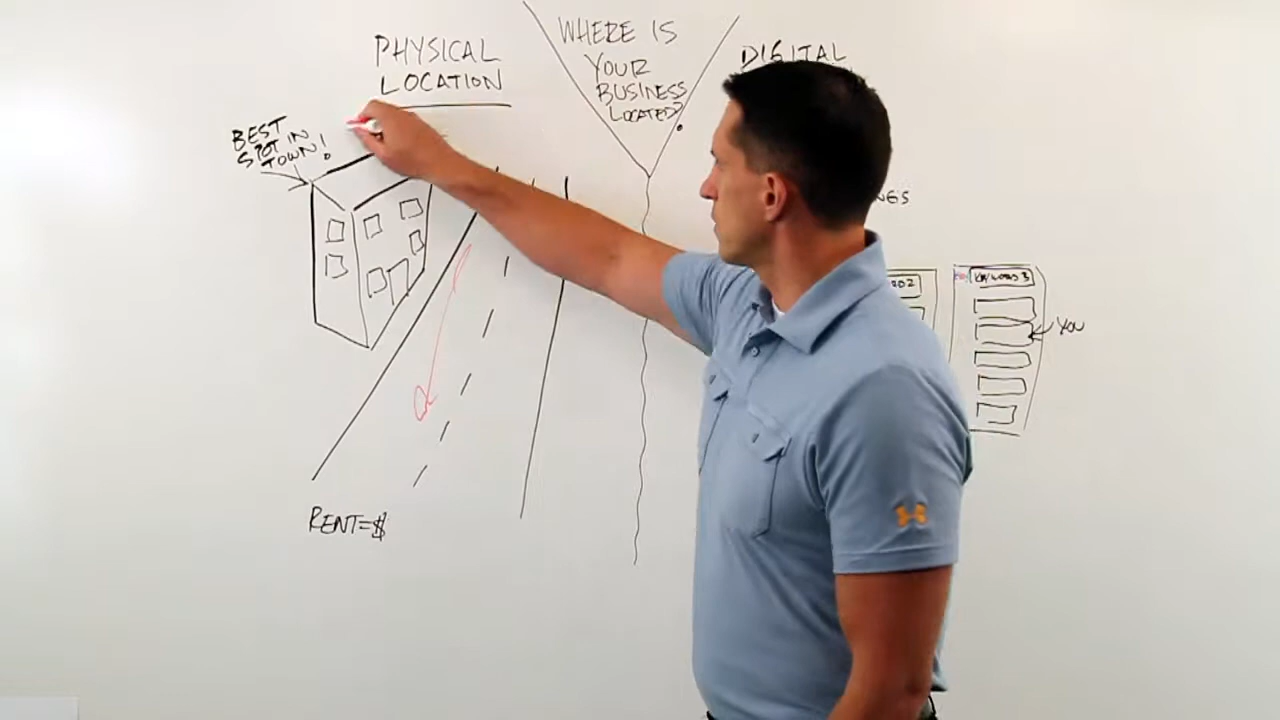 PHYSICAL
LOCATION
BEST
SPOT IN
TOWN!
RENT=$
WHERE IS
YOUR
BUSINESS
LOCATED?
DIGITAL
YOU